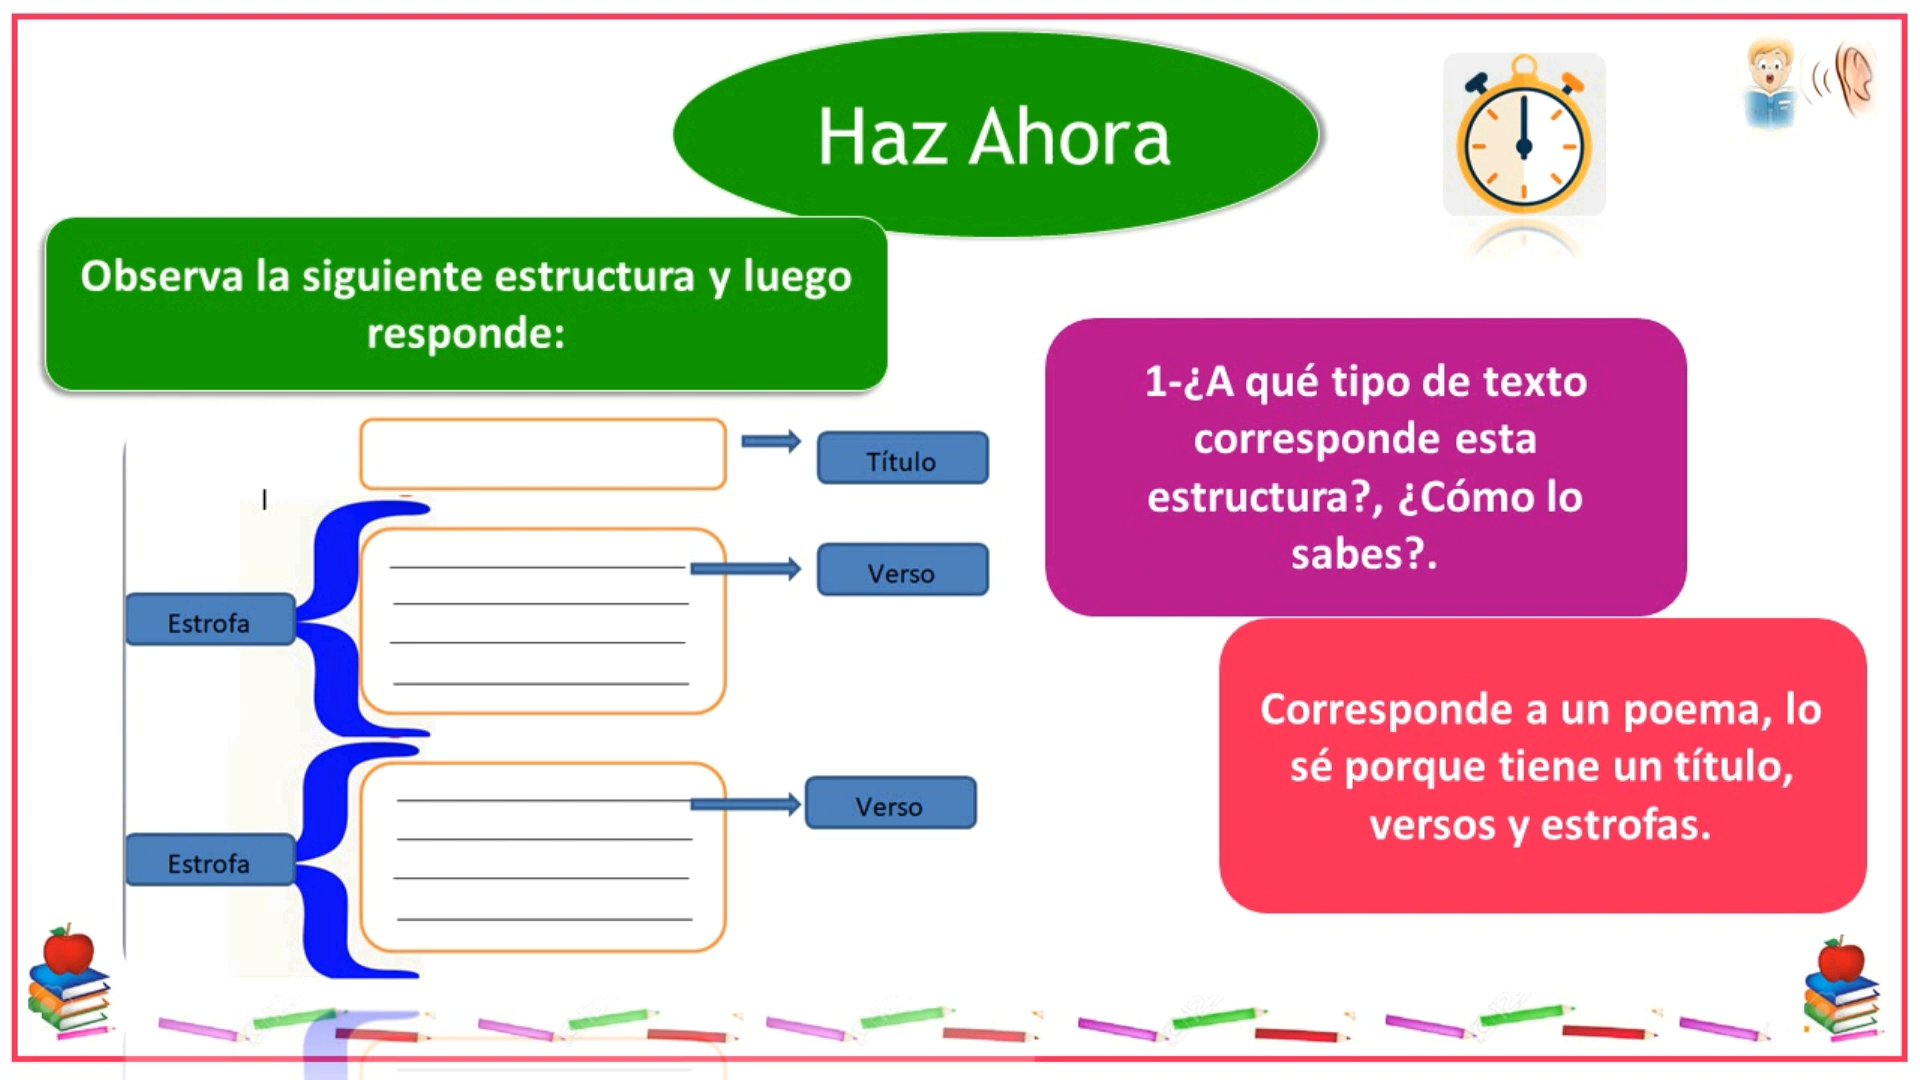 Haz Ahora
Observa la siguiente estructura y luego
responde:
1-¿A qué tipo de texto
corresponde esta
estructura?, ¿Cómo lo
sabes?.
Título
Verso
Estrofa
Verso
Estrofa
Corresponde a un poema, lo
sé porque tiene un título,
versos y estrofas.